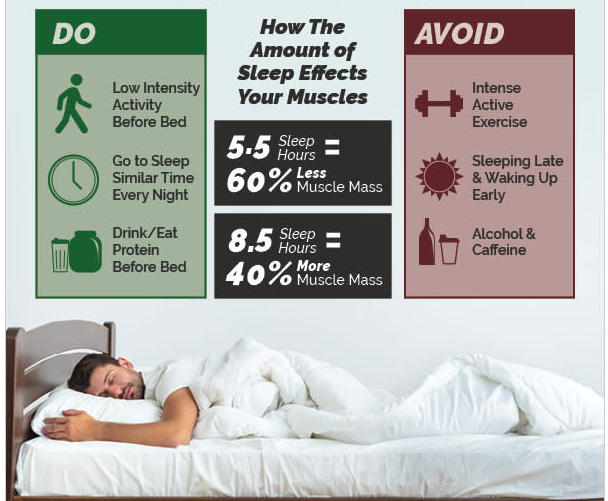 DO
Low Intensity
Activity
Before Bed
Go to Sleep
Similar Time
Every Night
Drink/Eat
Protein
Before Bed
How The
Amount of
Sleep Effects
Your Muscles
5.5 Sleep Hours =
60% Less Muscle Mass
8.5 Sleep Hours =
40% More Muscle Mass
AVOID
Intense
Active
Exercise
Sleeping Late
& Waking Up
Early
Alcohol &
Caffeine